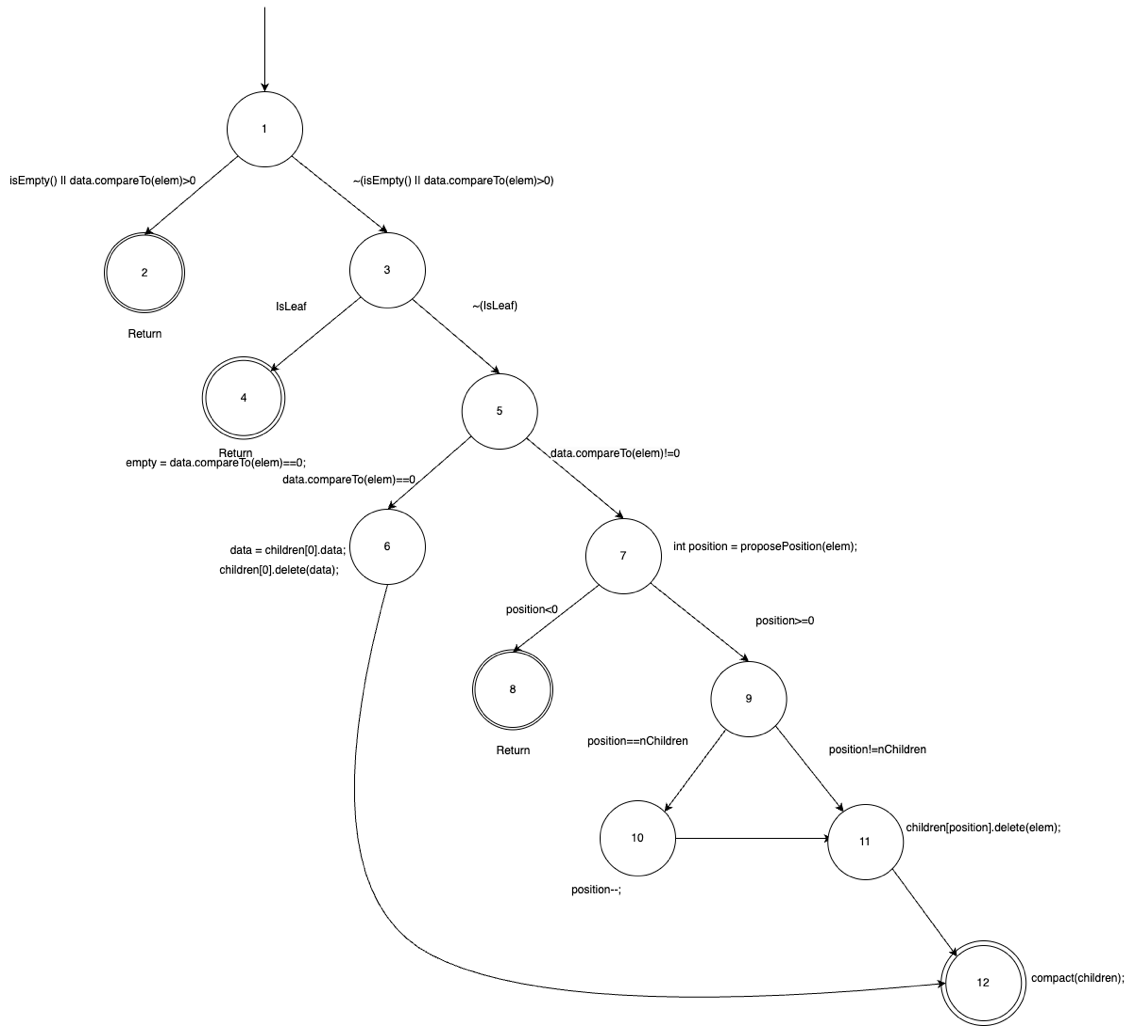 1
isEmpty() || data.compareTo(elem)>0
~(isEmpty() || data.compareTo(elem)>0)
2
3
Return
IsLeaf
~(IsLeaf)
4
5
Return
empty = data.compareTo(elem)==0;
data.compareTo(elem)!=0
data.compareTo(elem)==0
6
data = children[0].data;
children[0].delete(data);
7
int position = proposePosition(elem);
position<0
position>=0
8
9
Return
position==nChildren
position!=nChildren
10
11
children[position].delete(elem);
position--;
12
compact(children);